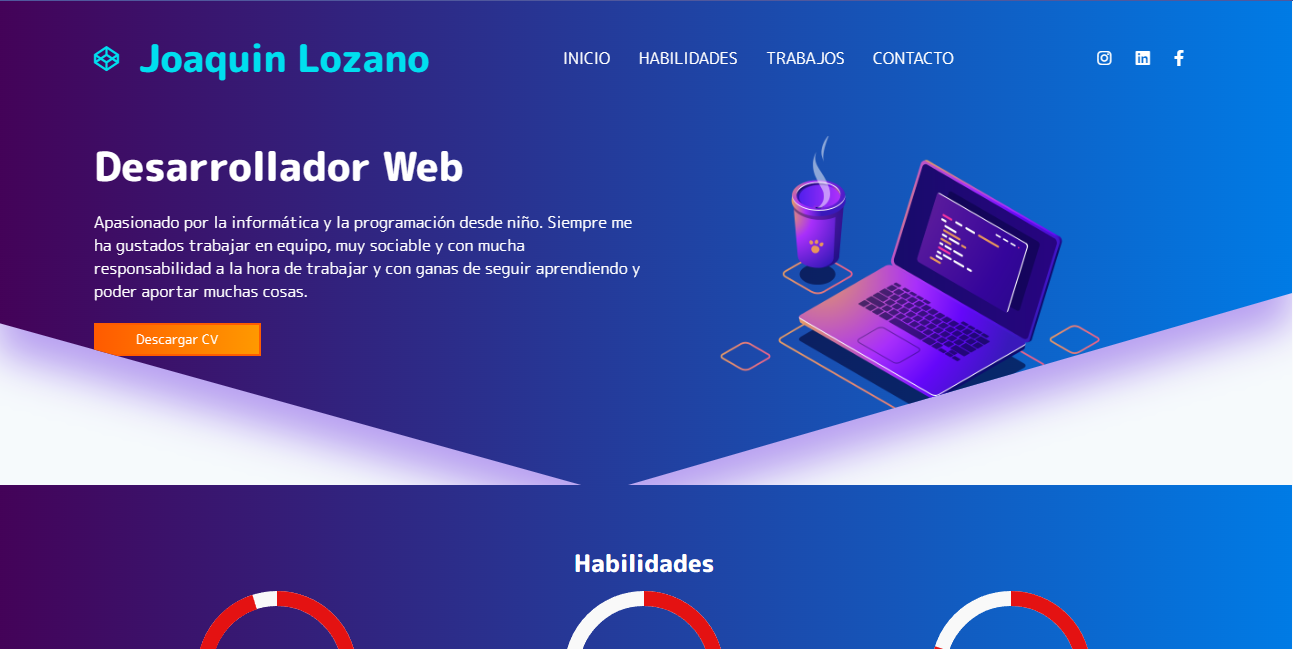 Joaquin Lozano
INICIO HABILIDADES TRABAJOS CONTACTO
Desarrollador Web
Apasionado por la informática y la programación desde niño. Siempre me
ha gustados trabajar en equipo, muy sociable y con mucha
responsabilidad a la hora de trabajar y con ganas de seguir aprendiendo y
poder aportar muchas cosas.
Descargar CV
Habilidades